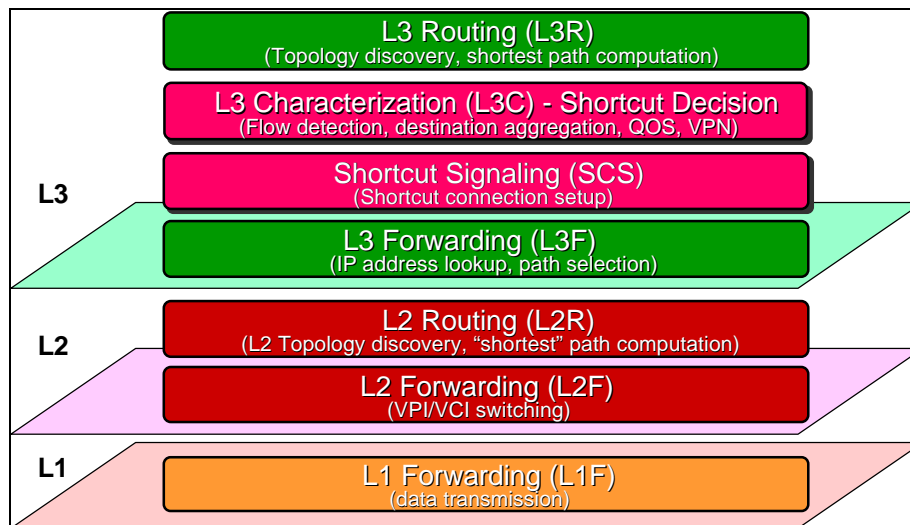 L3 Routing (L3R)
(Topology discovery, shortest path computation)
L3 Characterization (L3C) - Shortcut Decision
(Flow detection, destination aggregation, QOS, VPN)
Shortcut Signaling (SCS)
(Shortcut connection setup)
L3
L3 Forwarding (L3F)
(IP address lookup, path selection)
L2 Routing (L2R)
(L2 Topology discovery, “shortest” path computation)
L2
L2 Forwarding (L2F)
(VPI/VCI switching)
L1
L1 Forwarding (L1F)
(data transmission)